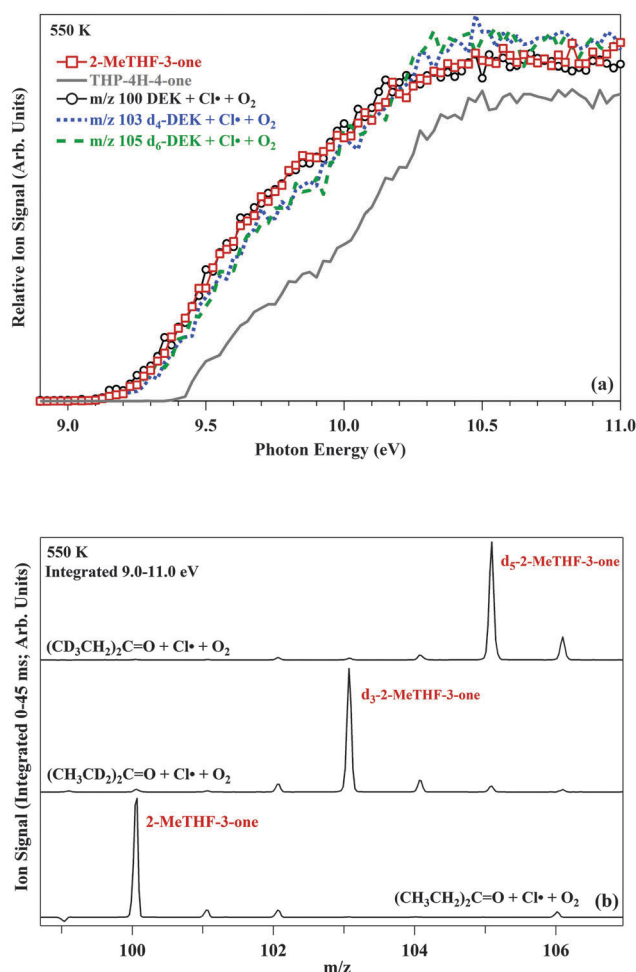 550 K
2-MeTHF-3-one
THP-4H-4-one
m/z 100 DEK + Cl• + O₂
m/z 103 d₄-DEK + Cl• + O₂
m/z 105 d₆-DEK + Cl• + O₂
Relative Ion Signal (Arb. Units)
(a)
9.0 9.5 10.0 10.5 11.0
Photon Energy (eV)
550 K
Integrated 9.0-11.0 eV
d₅-2-MeTHF-3-one
(CD₃CH₂)₂C=O + Cl• + O₂
d₃-2-MeTHF-3-one
(CH₃CD₂)₂C=O + Cl• + O₂
2-MeTHF-3-one
(CH₃CH₂)₂C=O + Cl• + O₂
(b)
Ion Signal (Integrated 0-45 ms; Arb. Units)
100 102 104 106
m/z